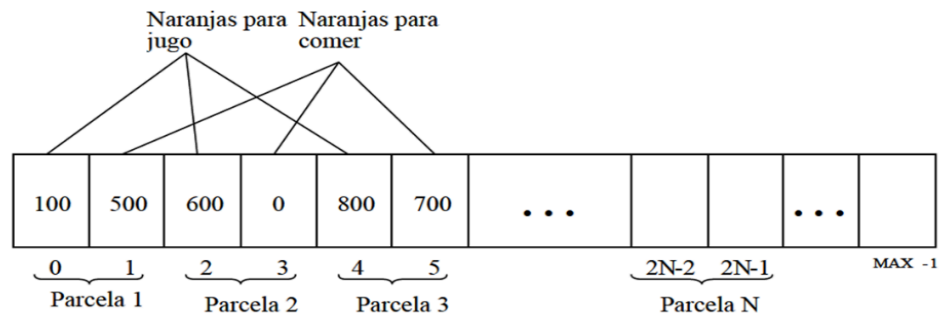 Naranjas para jugo
Naranjas para comer
100 500 600 0 800 700 ... ...
0 1 2 3 4 5 2N-2 2N-1 MAX -1
Parcela 1 Parcela 2 Parcela 3 Parcela N